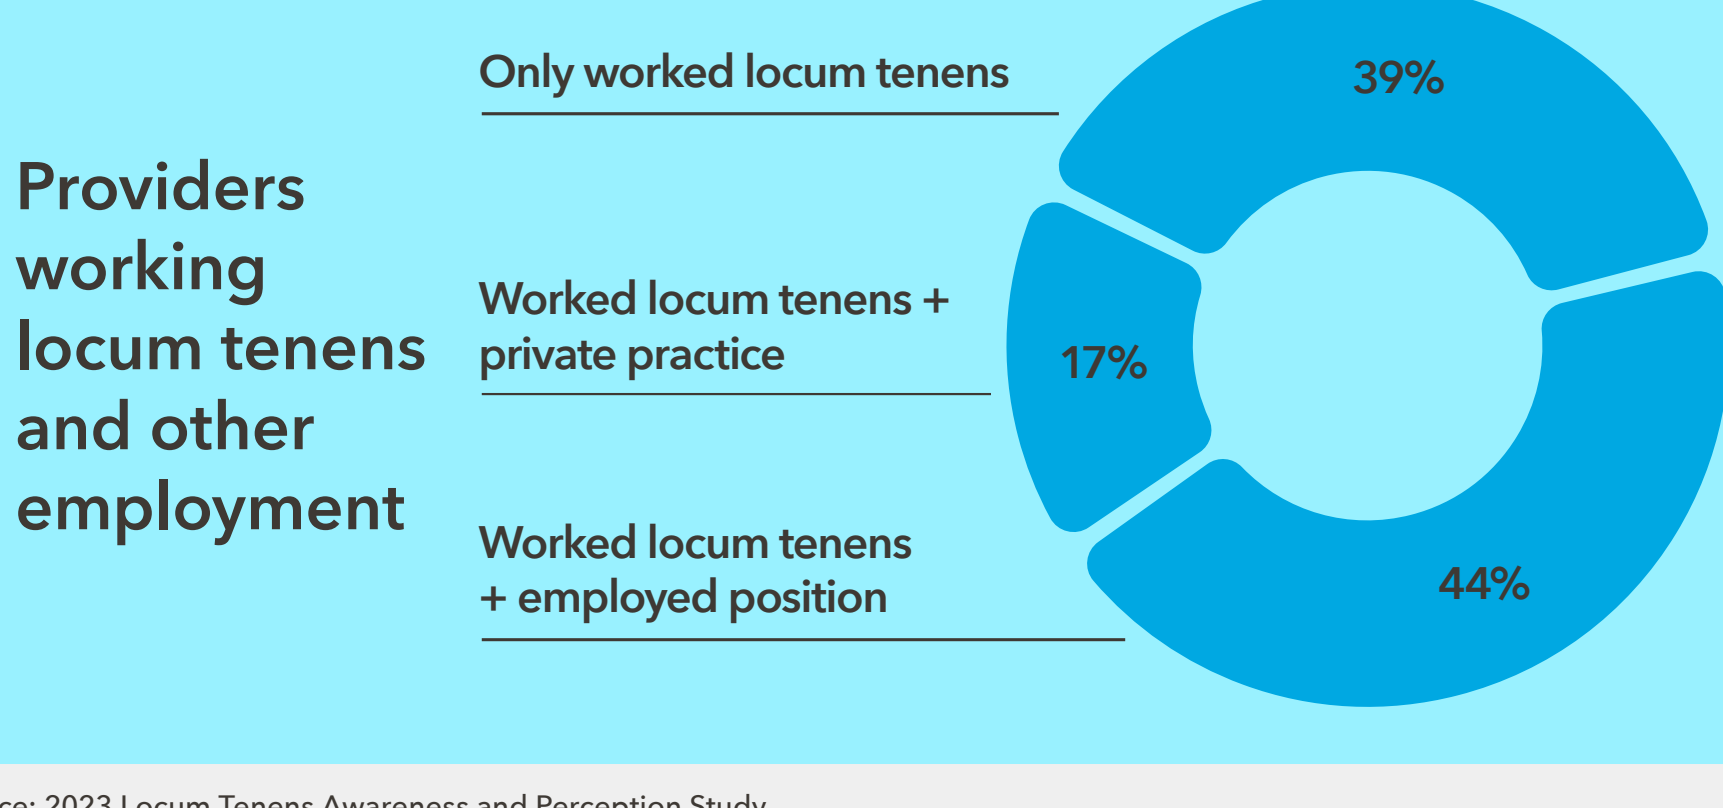 Providers
working
locum tenens
and other
employment
Only worked locum tenens
39%
Worked locum tenens +
private practice
17%
Worked locum tenens
+ employed position
44%
2023 Locum Tenens Awareness and Perception Study